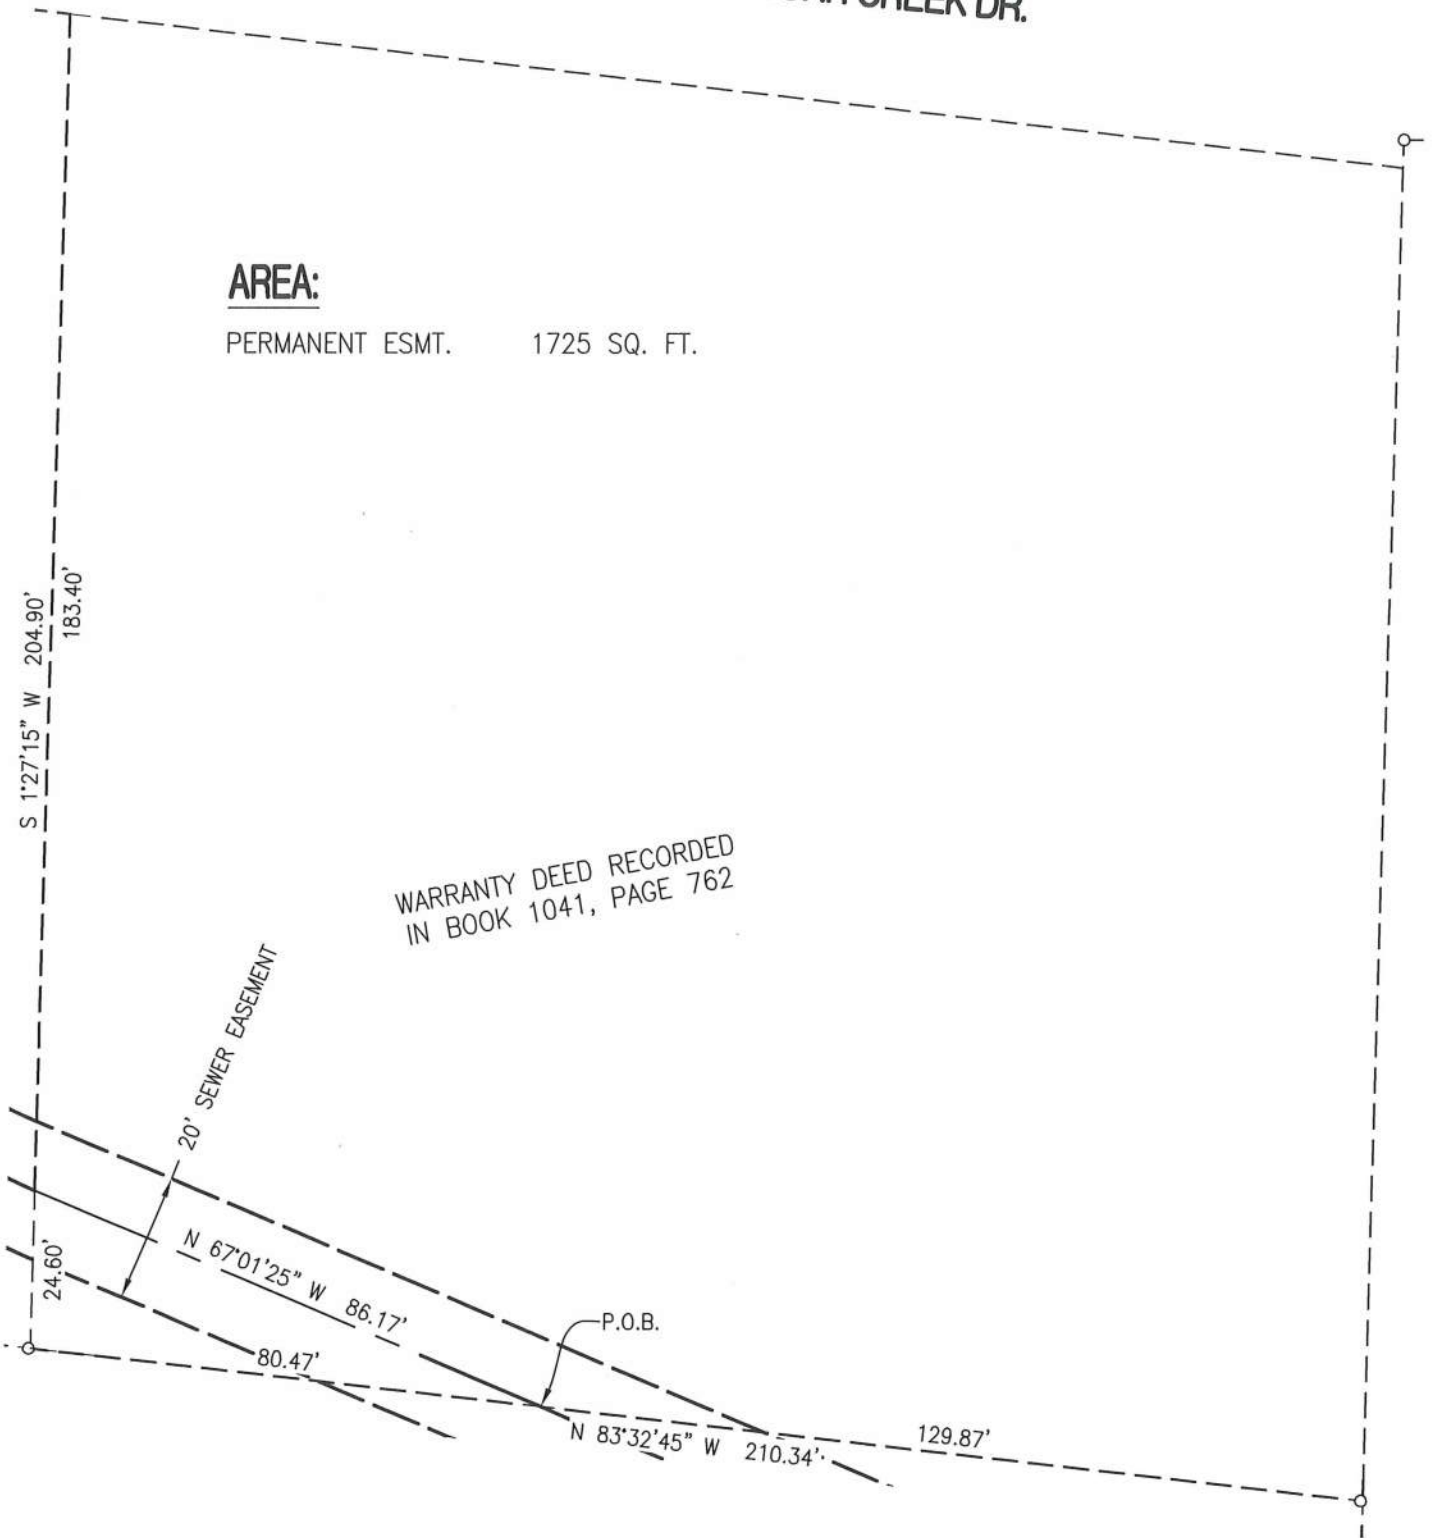 CREEK DR.
AREA:
PERMANENT ESMT. 1725 SQ. FT.
S 1°27'15" W 204.90'
183.40'
WARRANTY DEED RECORDED
IN BOOK 1041, PAGE 762
20' SEWER EASEMENT
24.60'
N 67°01'25" W 86.17'
P.O.B.
80.47'
N 83°32'45" W 210.34'
129.87'